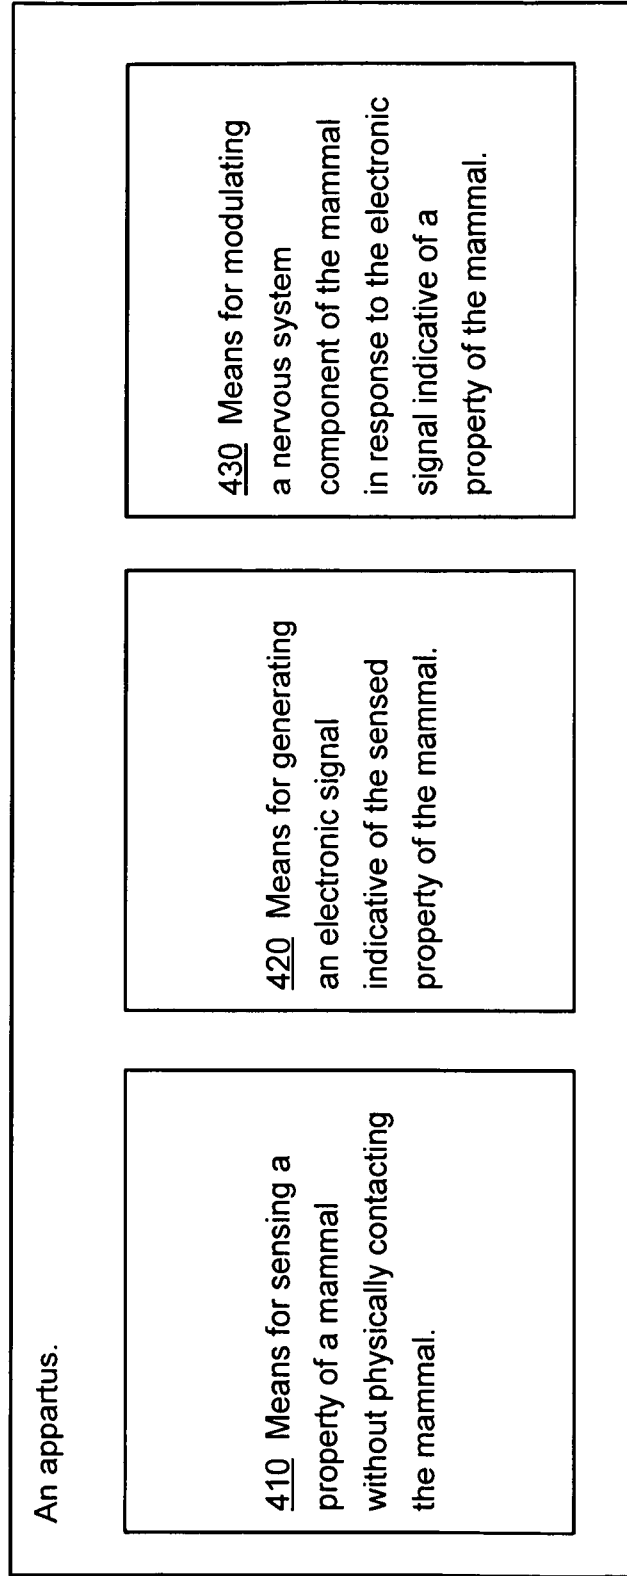 An appartus.
410 Means for sensing a
property of a mammal
without physically contacting
the mammal.
420 Means for generating
an electronic signal
indicative of the sensed
property of the mammal.
430 Means for modulating
a nervous system
component of the mammal
in response to the electronic
signal indicative of a
property of the mammal.